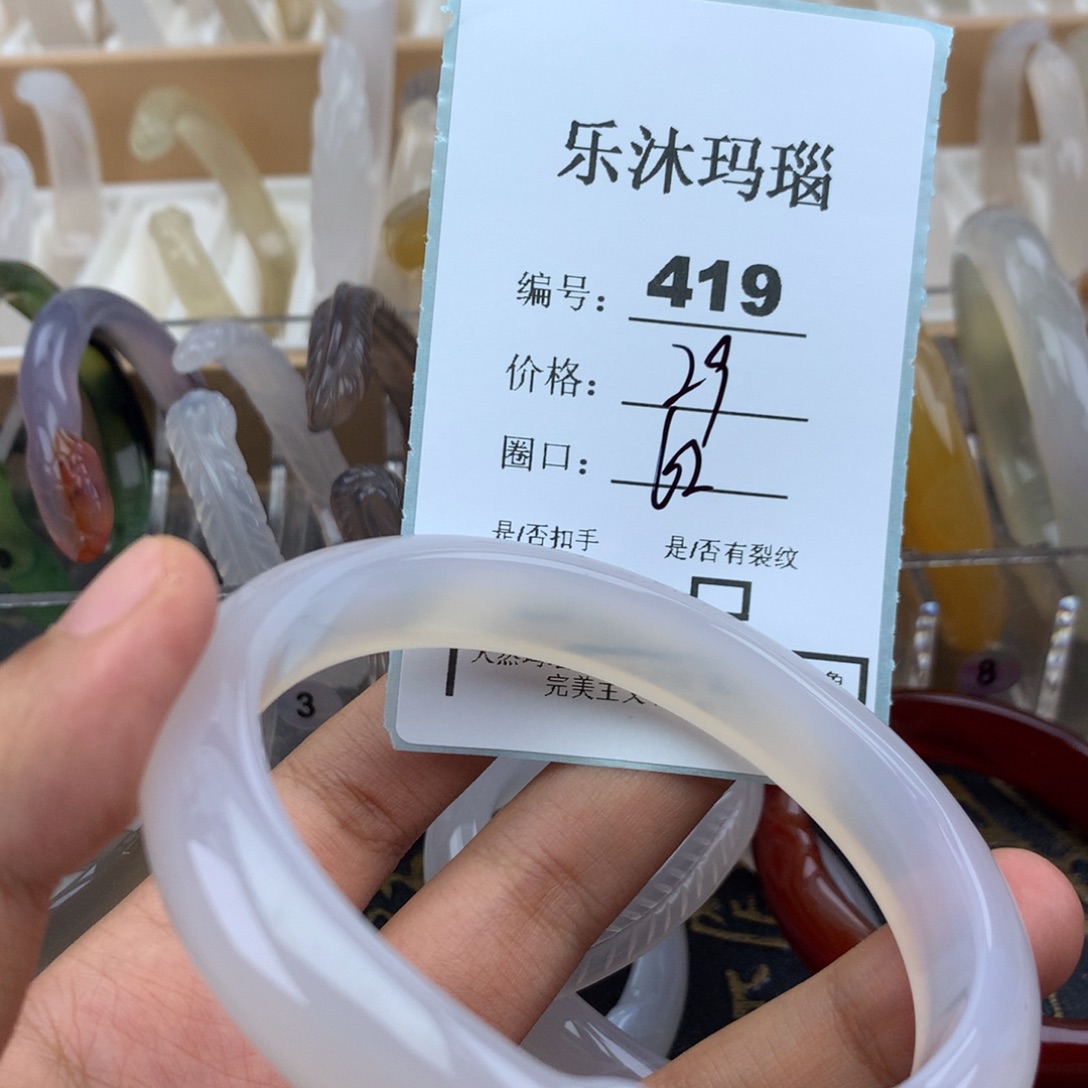 乐沐玛瑙
编号：419
价格：29
圈口：62
是/否扣手 是/否有裂纹
完美主义
3
8